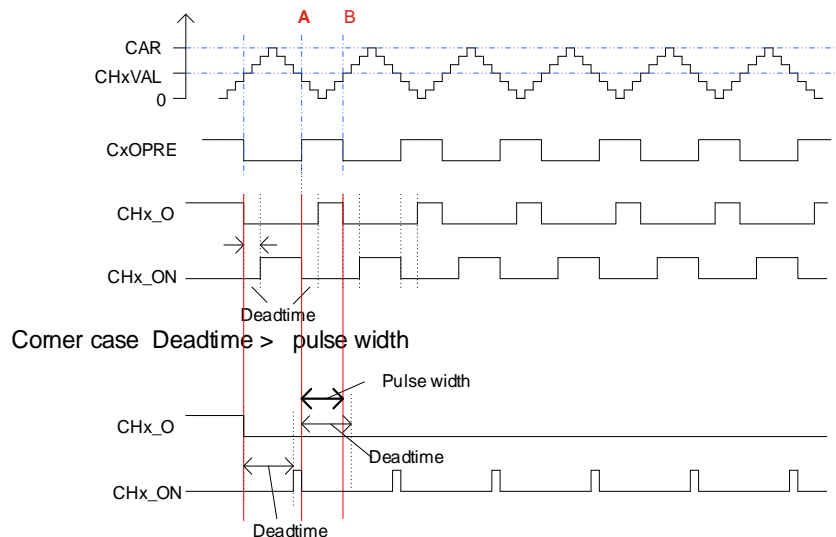 A B
CAR
CHxVAL
0
CxOPRE
CHx_O
CHx_ON
Deadtime
Corner case Deadtime > pulse width
Pulse width
CHx_O
Deadtime
CHx_ON
Deadtime